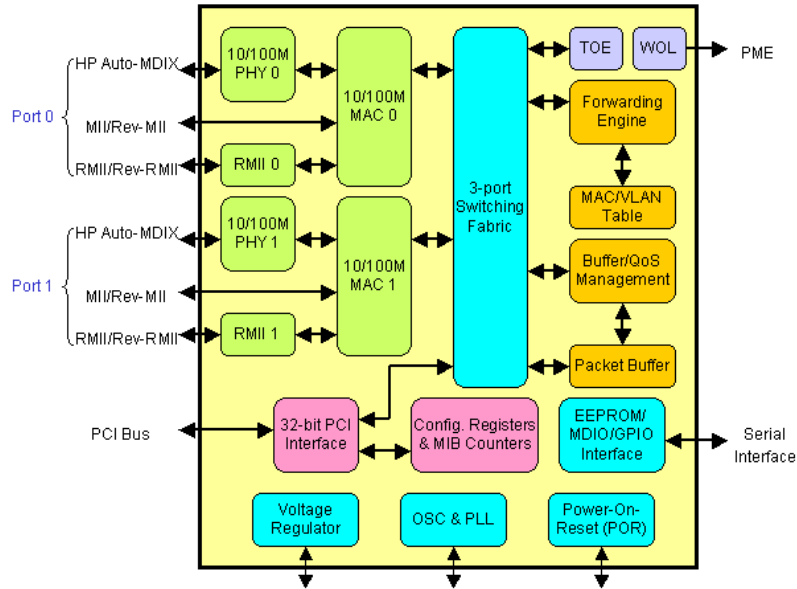 HP Auto-MDIX
10/100M
PHY 0
Port 0
MII/Rev-MII
RMII/Rev-RMII
RMII 0
10/100M
MAC 0
HP Auto-MDIX
10/100M
PHY 1
Port 1
MII/Rev-MII
RMII/Rev-RMII
RMII 1
10/100M
MAC 1
3-port
Switching
Fabric
TOE
WOL
PME
Forwarding
Engine
MAC/VLAN
Table
Buffer/QoS
Management
Packet Buffer
PCI Bus
32-bit PCI
Interface
Config. Registers
& MIB Counters
EEPROM/
MDIO/GPIO
Interface
Serial
Interface
Voltage
Regulator
OSC & PLL
Power-On-
Reset (POR)